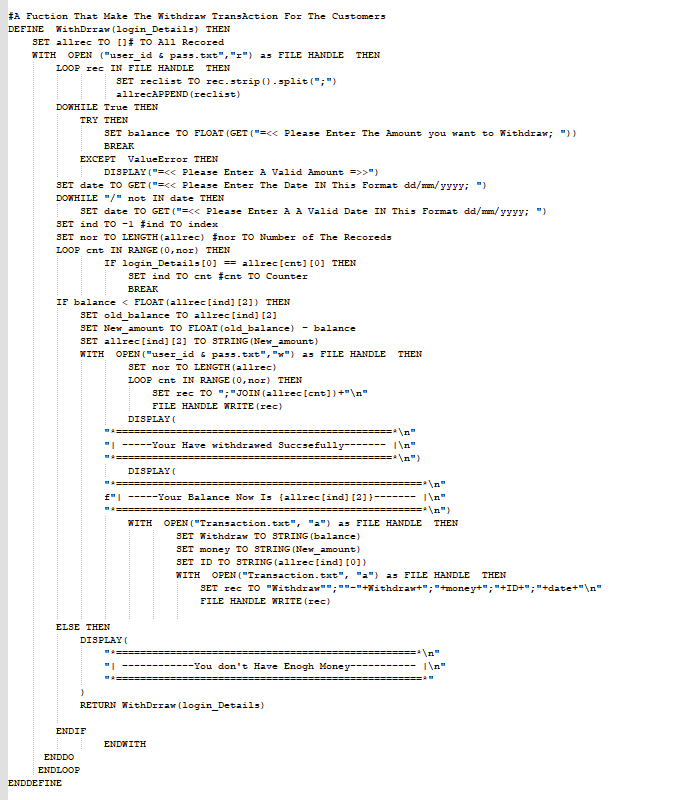 #A Fuction That Make The Withdraw TransAction For The Customers
DEFINE  WithDrraw(login_Details) THEN
    SET allrec TO []# TO All Recored
    WITH  OPEN ("user_id & pass.txt","r") as FILE HANDLE  THEN
        LOOP rec IN FILE HANDLE  THEN
                  SET reclist TO rec.strip().split(";")
                  allrecAPPEND(reclist)
        DOWHILE True THEN
            TRY THEN
                SET balance TO FLOAT(GET("=<< Please Enter The Amount you want to Withdraw; "))
                BREAK
            EXCEPT  ValueError THEN
                DISPLAY("=<< Please Enter A Valid Amount =>>")
        SET date TO GET("=<< Please Enter The Date IN This Format dd/mm/yyyy; ")
        DOWHILE "/" not IN date THEN
            SET date TO GET("=<< Please Enter A A Valid Date IN This Format dd/mm/yyyy; ")
        SET ind TO -1 #ind TO index
        SET nor TO LENGTH(allrec) #nor TO Number of The Recoreds
        LOOP cnt IN RANGE(0,nor) THEN
                IF login_Details[0] == allrec[cnt][0] THEN
                    SET ind TO cnt #cnt TO Counter
                    BREAK
        IF balance < FLOAT(allrec[ind][2]) THEN
            SET old_balance TO allrec[ind][2]
            SET New_amount TO FLOAT(old_balance) - balance
            SET allrec[ind][2] TO STRING(New_amount)
            WITH  OPEN("user_id & pass.txt","w") as FILE HANDLE  THEN
                    SET nor TO LENGTH(allrec)
                    LOOP cnt IN RANGE(0,nor) THEN
                        SET rec TO ";"JOIN(allrec[cnt])+"\n"
                        FILE HANDLE WRITE(rec)
                    DISPLAY(
                "*==============================================*\n"
                "| -----Your Have withdrawed Succsefully------- |\n"
                "*==============================================*\n")
                    DISPLAY(
                "*===================================================*\n"
                f"| -----Your Balance Now Is {allrec[ind][2]}------- |\n"
                "*===================================================*\n")
                    WITH  OPEN("Transaction.txt", "a") as FILE HANDLE  THEN
                            SET Withdraw TO STRING(balance)
                            SET money TO STRING(New_amount)
                            SET ID TO STRING(allrec[ind][0])
                            WITH  OPEN("Transaction.txt", "a") as FILE HANDLE  THEN
                                SET rec TO "Withdraw"";""-"+Withdraw+";"+money+";"+ID+";"+date+"\n"
                                FILE HANDLE WRITE(rec)
        ELSE THEN
            DISPLAY(
                "*==================================================*\n"
                "| ------------You don't Have Enogh Money----------- |\n"
                "*===================================================*"
            )
            RETURN WithDrraw(login_Details)
        ENDIF
                ENDWITH
      ENDDO
     ENDLOOP
ENDDEFINE